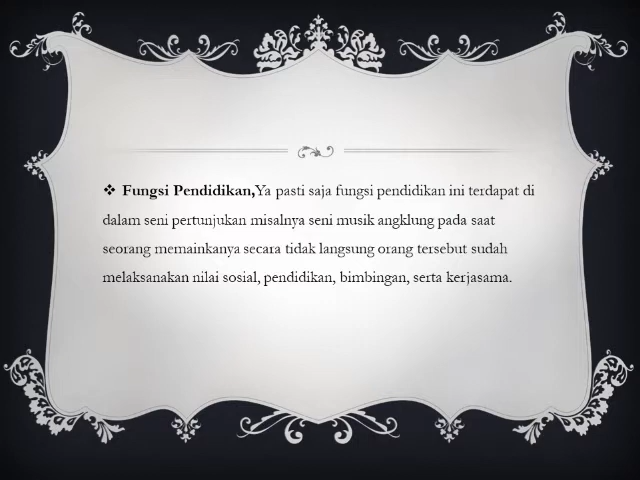 ❖ Fungsi Pendidikan,Ya pasti saja fungsi pendidikan ini terdapat di
dalam seni pertunjukan misalnya seni musik angklung pada saat
seorang memainkanya secara tidak langsung orang tersebut sudah
melaksanakan nilai sosial, pendidikan, bimbingan, serta kerjasama.